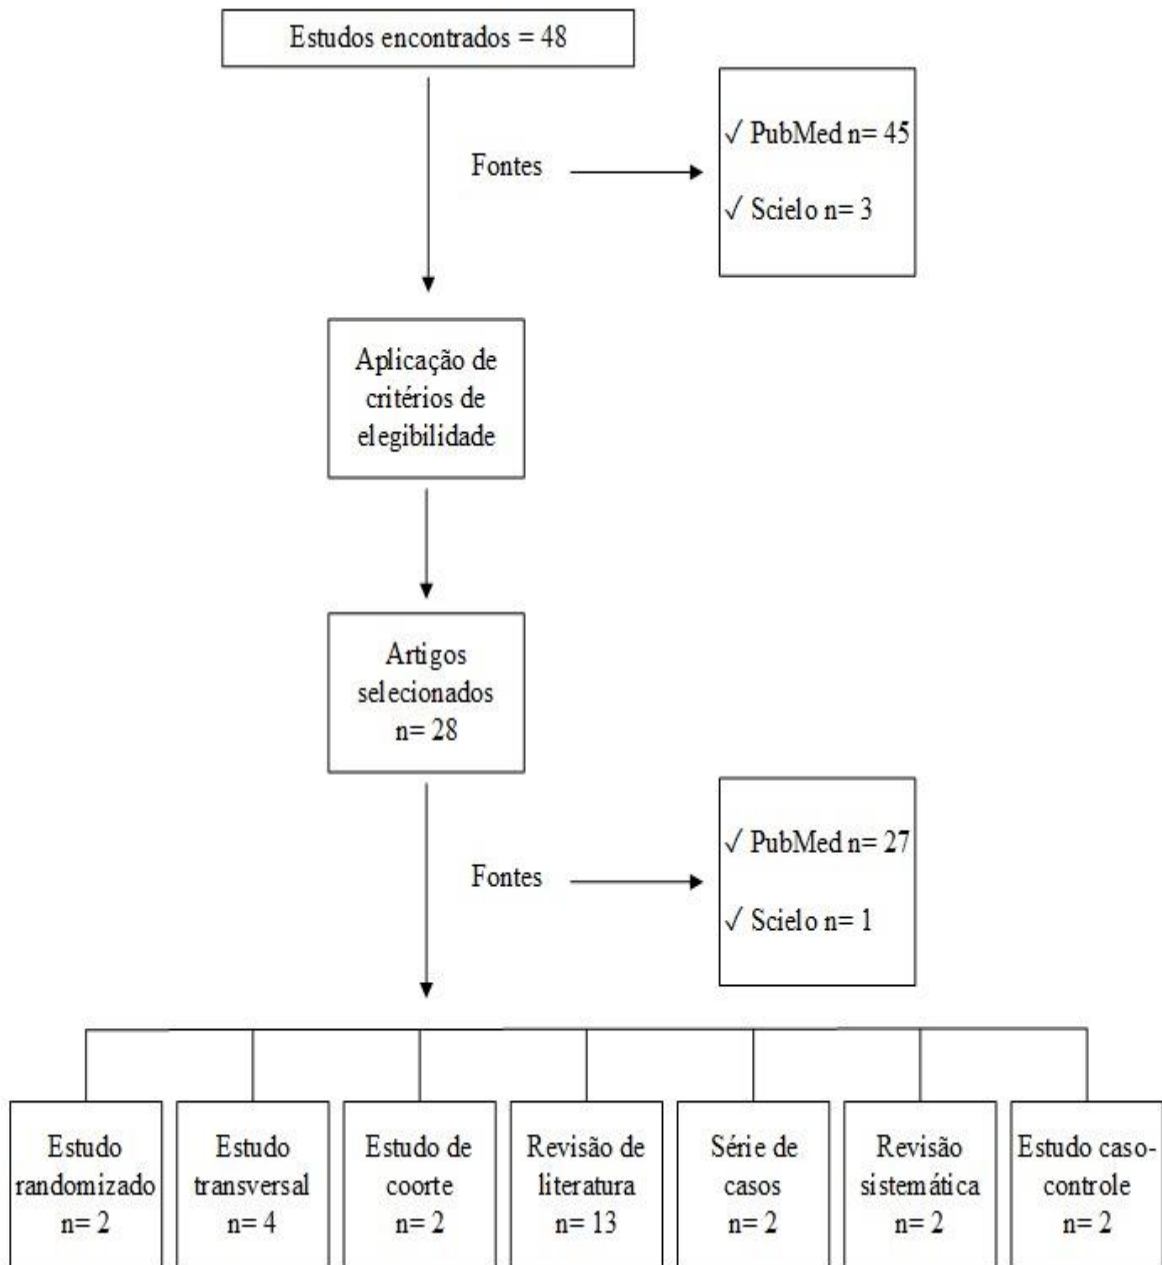 Estudos encontrados = 48
Fontes
√ PubMed n= 45
√ Scielo n= 3
Aplicação de
critérios de
elegibilidade
Artigos
selecionados
n= 28
Fontes
√ PubMed n= 27
√ Scielo n= 1
Estudo
randomizado
n= 2
Estudo
transversal
n= 4
Estudo de
coorte
n= 2
Revisão de
literatura
n= 13
Série de
casos
n= 2
Revisão
sistemática
n= 2
Estudo caso-
controle
n= 2